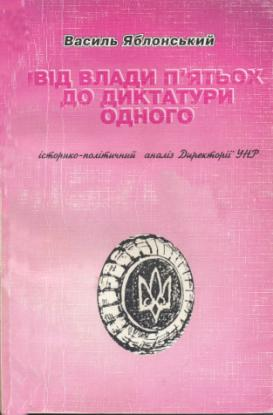 Василь Яблонський
ВІД ВЛАДИ П'ЯТЬОХ
ДО ДИКТАТУРИ
ОДНОГО
історико-політичний аналіз Директорії УНР